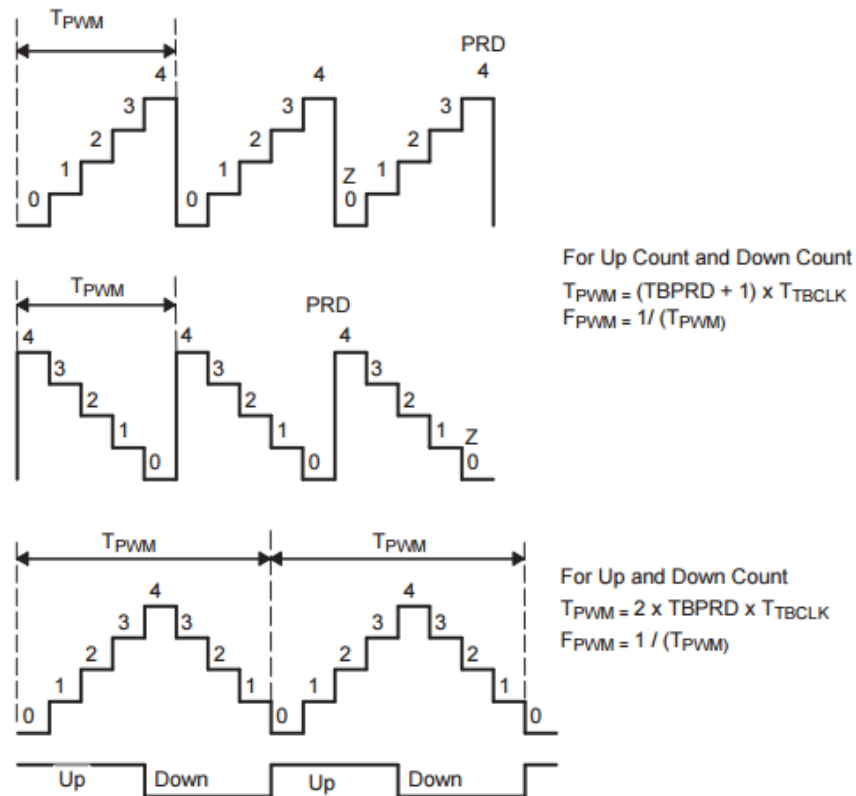 TPWM
PRD
4 4 4
3 3 3
2 2 2
1 1 Z 1
0 0 0
For Up Count and Down Count
TPWM = (TBPRD + 1) x TTBCLK
FPWM = 1/ (TPWM)
TPWM
PRD
4 4 4
3 3 3
2 2 2
1 1 1 Z
0 0 0
TPWM TPWM
For Up and Down Count
TPWM = 2 x TBPRD x TTBCLK
FPWM = 1 / (TPWM)
4 4
3 3 3 3
2 2 2 2
1 1 1 1
0 0 0
Up Down Up Down